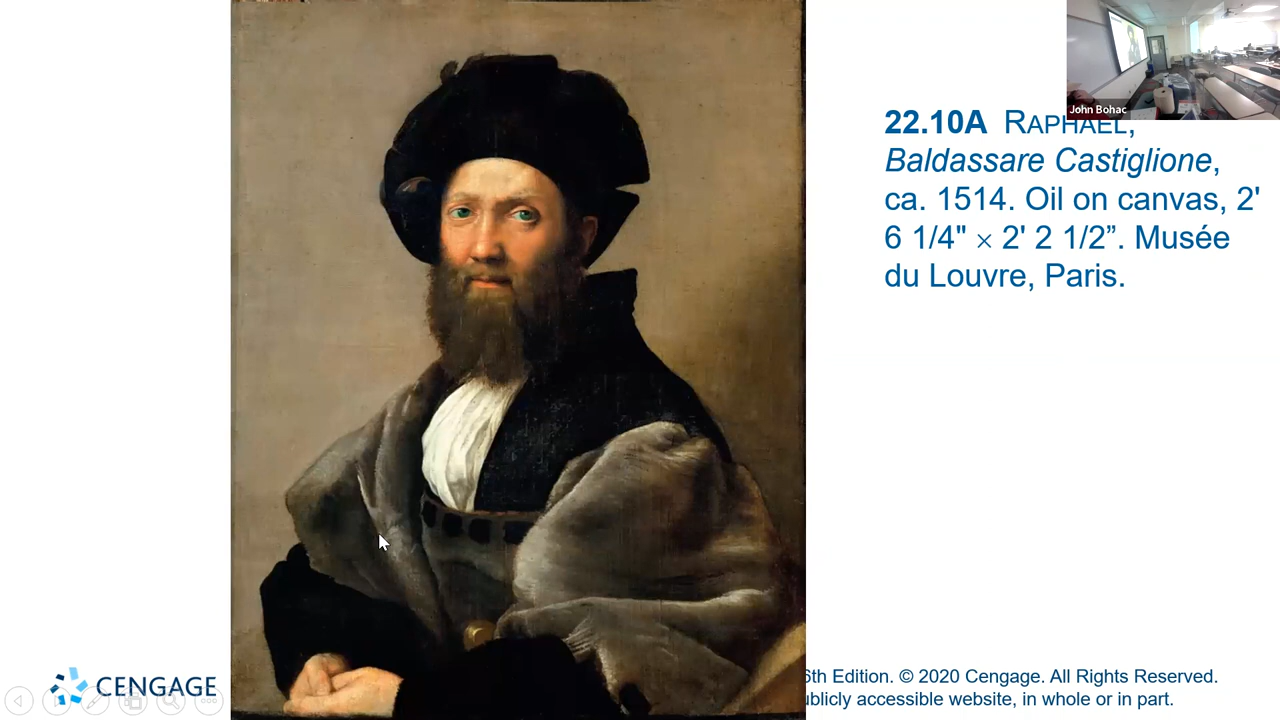 John Bohac
22.10A RAPHAEL,
Baldassare Castiglione,
ca. 1514. Oil on canvas, 2'
6 1/4" × 2' 2 1/2”. Musée
du Louvre, Paris.
CENGAGE
6th Edition. © 2020 Cengage. All Rights Reserved.
ublicly accessible website, in whole or in part.